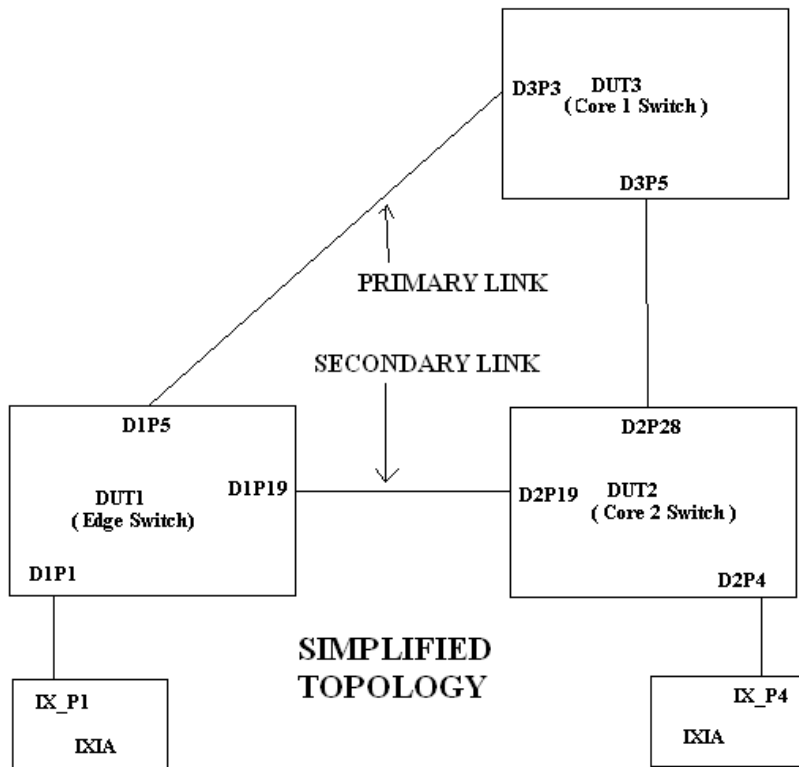 D3P3
DUT3
( Core 1 Switch )
D3P5
PRIMARY LINK
SECONDARY LINK
D1P5
D1P19
DUT1
( Edge Switch)
D1P1
D2P28
D2P19
DUT2
( Core 2 Switch )
D2P4
SIMPLIFIED
TOPOLOGY
IX_P1
IXIA
IX_P4
IXIA